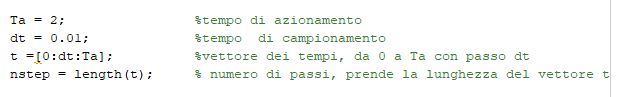 Ta = 2; %tempo di azionamento
dt = 0.01; %tempo di campionamento
t =[0:dt:Ta]; %vettore dei tempi, da 0 a Ta con passo dt
nstep = length(t); % numero di passi, prende la lunghezza del vettore t